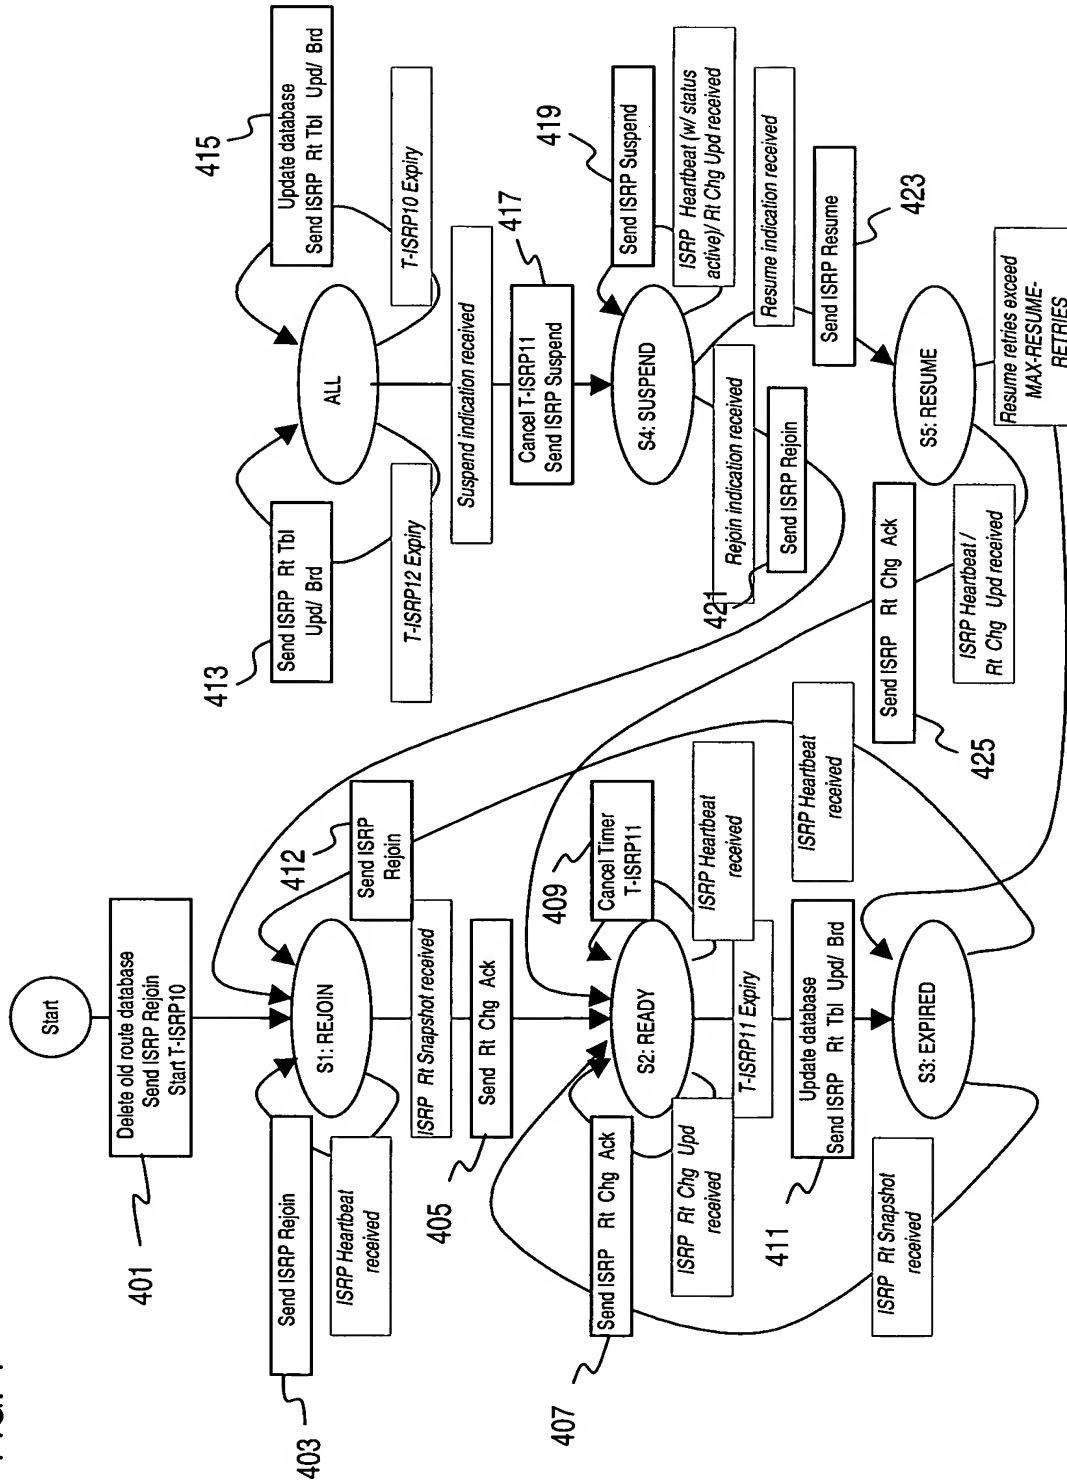 Start
401
Delete old route database
Send ISRP Rejoin
Start T-ISRP10
403
Send ISRP Rejoin
ISRP Heartbeat
received
S1: REJOIN
412
Send ISRP
Rejoin
ISRP Rt Snapshot received
405
Send Rt Chg Ack
407
Send ISRP Rt Chg Ack
ISRP Rt Chg Upd
received
S2: READY
409
Cancel Timer
T-ISRP11
ISRP Heartbeat
received
T-ISRP11 Expiry
411
Update database
Send ISRP Rt Tbl Upd/ Brd
S3: EXPIRED
ISRP Rt Snapshot
received
ISRP Heartbeat
received
413
Send ISRP Rt Tbl
Upd/ Brd
T-ISRP12 Expiry
ALL
415
Update database
Send ISRP Rt Tbl Upd/ Brd
T-ISRP10 Expiry
Suspend indication received
417
Cancel T-ISRP11
Send ISRP Suspend
S4: SUSPEND
419
Send ISRP Suspend
ISRP Heartbeat (w/ status
active)/ Rt Chg Upd received
Rejoin indication received
421
Send ISRP Rejoin
Resume indication received
423
Send ISRP Resume
S5: RESUME
425
Send ISRP Rt Chg Ack
ISRP Heartbeat /
Rt Chg Upd received
Resume retries exceed
MAX-RESUME-
RETRIES